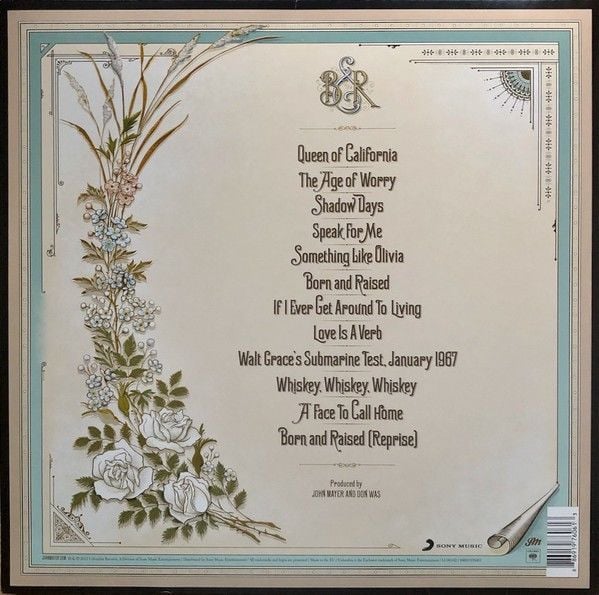 B&R
Queen of California
The Age of Worry
Shadow Days
Speak For Me
Something Like Olivia
Born and Raised
If I Ever Get Around To Living
Love Is A Verb
Walt Grace's Submarine Test, January 1967
Whiskey, Whiskey, Whiskey
A Face To Call Home
Born and Raised (Reprise)
Produced by
JOHN MAYER AND DON WAS
SONY MUSIC